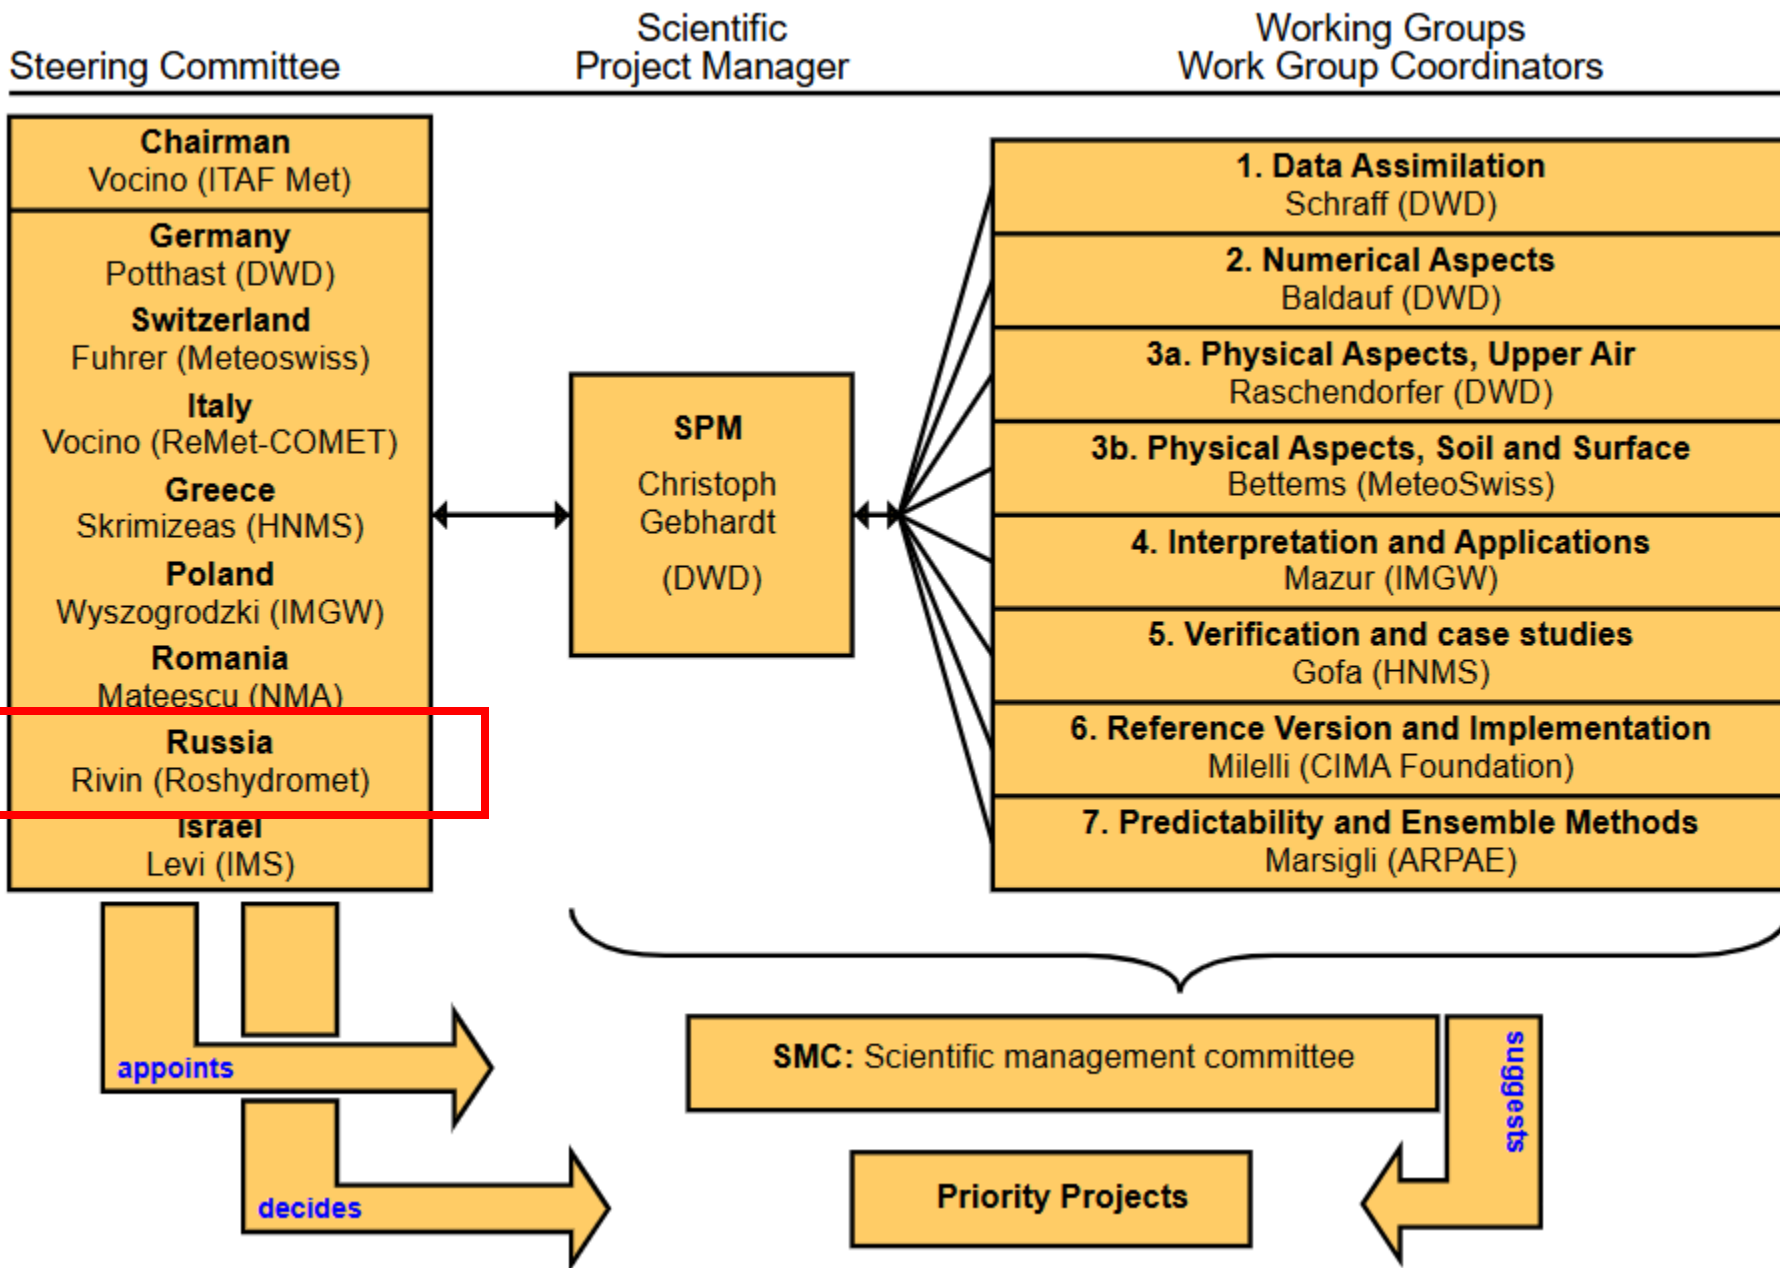 Steering Committee
Scientific
Project Manager
Working Groups
Work Group Coordinators
Chairman
Vocino (ITAF Met)
Germany
Potthast (DWD)
Switzerland
Fuhrer (Meteoswiss)
Italy
Vocino (ReMet-COMET)
Greece
Skrimizeas (HNMS)
Poland
Wyszogrodzki (IMGW)
Romania
Mateescu (NMA)
Russia
Rivin (Roshydromet)
Israel
Levi (IMS)
SPM
Christoph
Gebhardt
(DWD)
1. Data Assimilation
Schraff (DWD)
2. Numerical Aspects
Baldauf (DWD)
3a. Physical Aspects, Upper Air
Raschendorfer (DWD)
3b. Physical Aspects, Soil and Surface
Bettems (MeteoSwiss)
4. Interpretation and Applications
Mazur (IMGW)
5. Verification and case studies
Gofa (HNMS)
6. Reference Version and Implementation
Milelli (CIMA Foundation)
7. Predictability and Ensemble Methods
Marsigli (ARPAE)
appoints
decides
SMC: Scientific management committee
suggests
Priority Projects